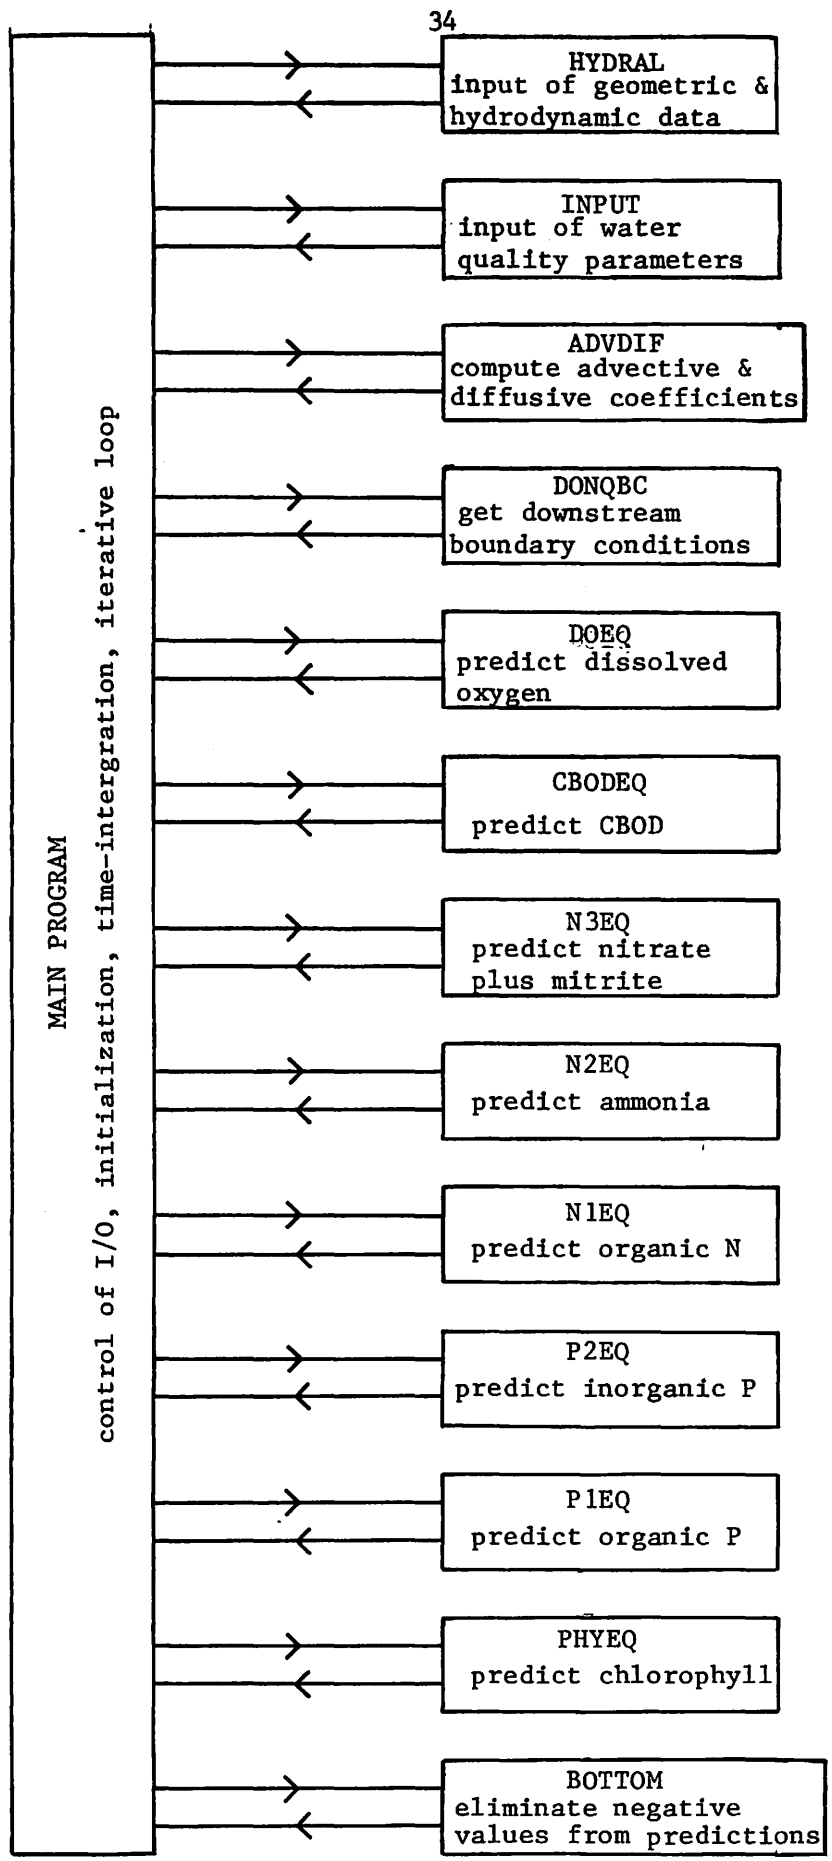 34
MAIN PROGRAM
control of I/O, initialization, time-intergration, iterative loop
HYDRAL
input of geometric &
hydrodynamic data
INPUT
input of water
quality parameters
ADVDIF
compute advective &
diffusive coefficients
DONQBC
get downstream
boundary conditions
DOEQ
predict dissolved
oxygen
CBODEQ
predict CBOD
N3EQ
predict nitrate
plus mitrite
N2EQ
predict ammonia
N1EQ
predict organic N
P2EQ
predict inorganic P
P1EQ
predict organic P
PHYEQ
predict chlorophyll
BOTTOM
eliminate negative
values from predictions